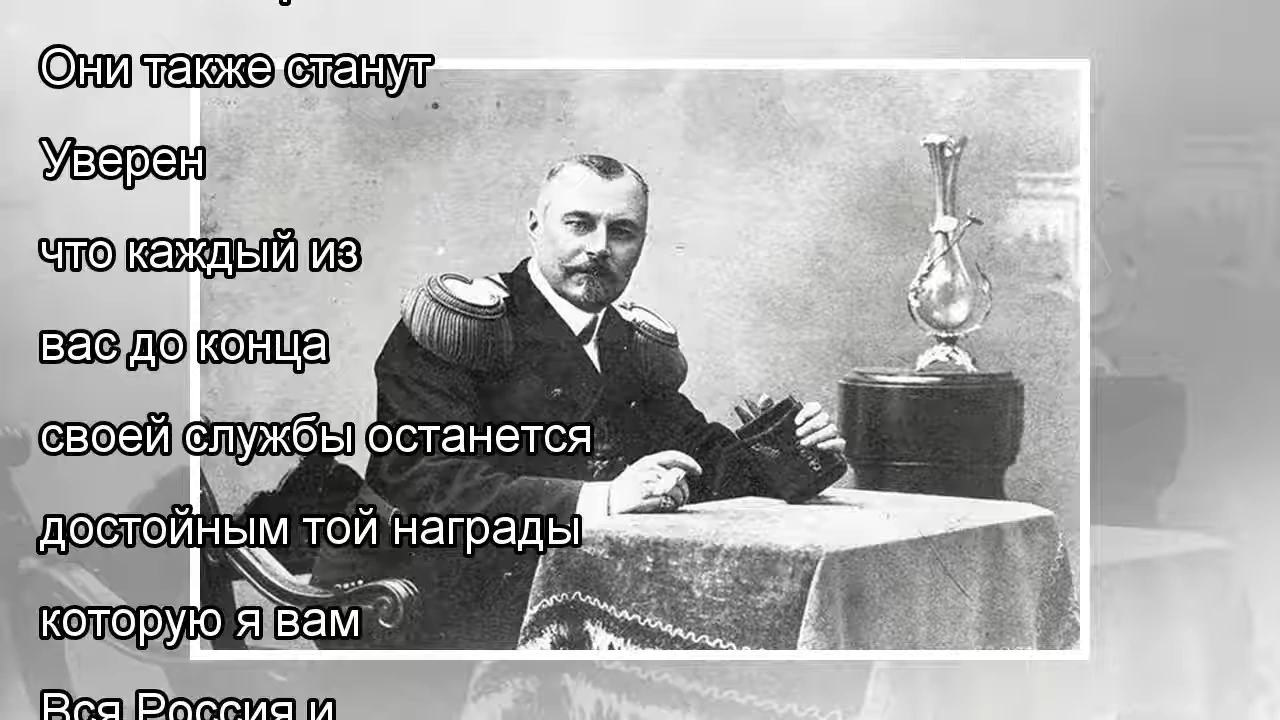 Они также станут
Уверен
что каждый из
вас до конца
своей службы останется
достойным той награды
которую я вам
Вся Россия и